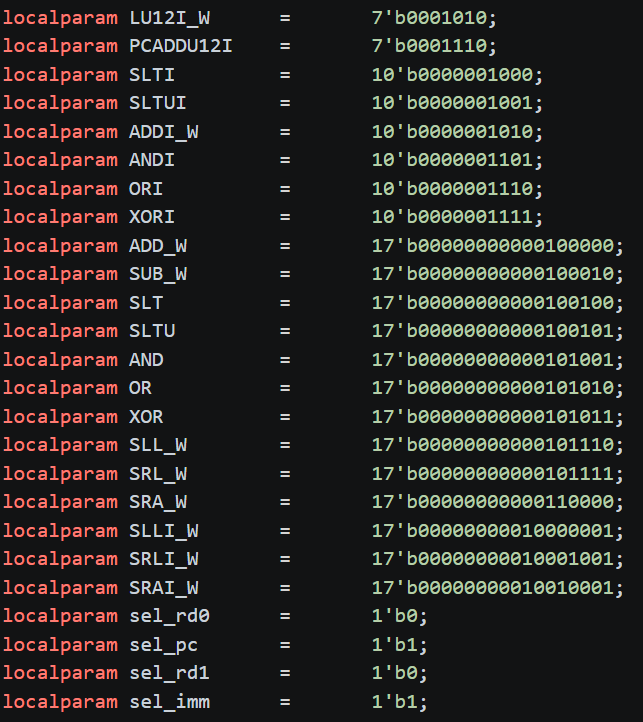 localparam LU12I_W = 7'b0001010;
localparam PCADDU12I = 7'b0001110;
localparam SLTI = 10'b0000001000;
localparam SLTUI = 10'b0000001001;
localparam ADDI_W = 10'b0000001010;
localparam ANDI = 10'b0000001101;
localparam ORI = 10'b0000001110;
localparam XORI = 10'b0000001111;
localparam ADD_W = 17'b00000000000100000;
localparam SUB_W = 17'b00000000000100010;
localparam SLT = 17'b00000000000100100;
localparam SLTU = 17'b00000000000100101;
localparam AND = 17'b00000000000101001;
localparam OR = 17'b00000000000101010;
localparam XOR = 17'b00000000000101011;
localparam SLL_W = 17'b00000000000101110;
localparam SRL_W = 17'b00000000000101111;
localparam SRA_W = 17'b00000000000110000;
localparam SLLI_W = 17'b00000000010000001;
localparam SRLI_W = 17'b00000000010001001;
localparam SRAI_W = 17'b00000000010010001;
localparam sel_rd0 = 1'b0;
localparam sel_pc = 1'b1;
localparam sel_rd1 = 1'b0;
localparam sel_imm = 1'b1;